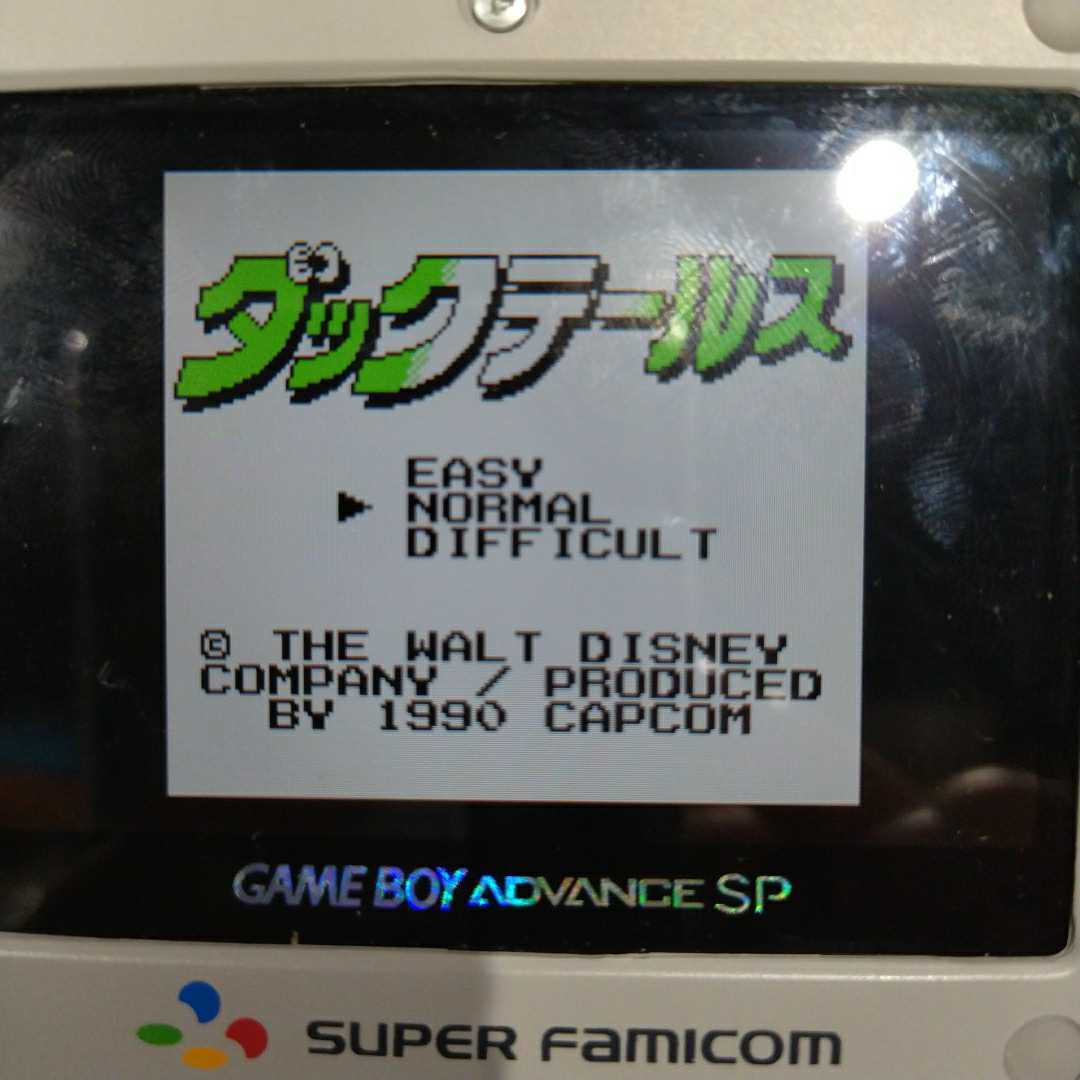 ダックテールス
EASY
▶ NORMAL
DIFFICULT
© THE WALT DISNEY
COMPANY / PRODUCED
BY 1990 CAPCOM
GAME BOY ADVANCE SP
SUPER FAMICOM